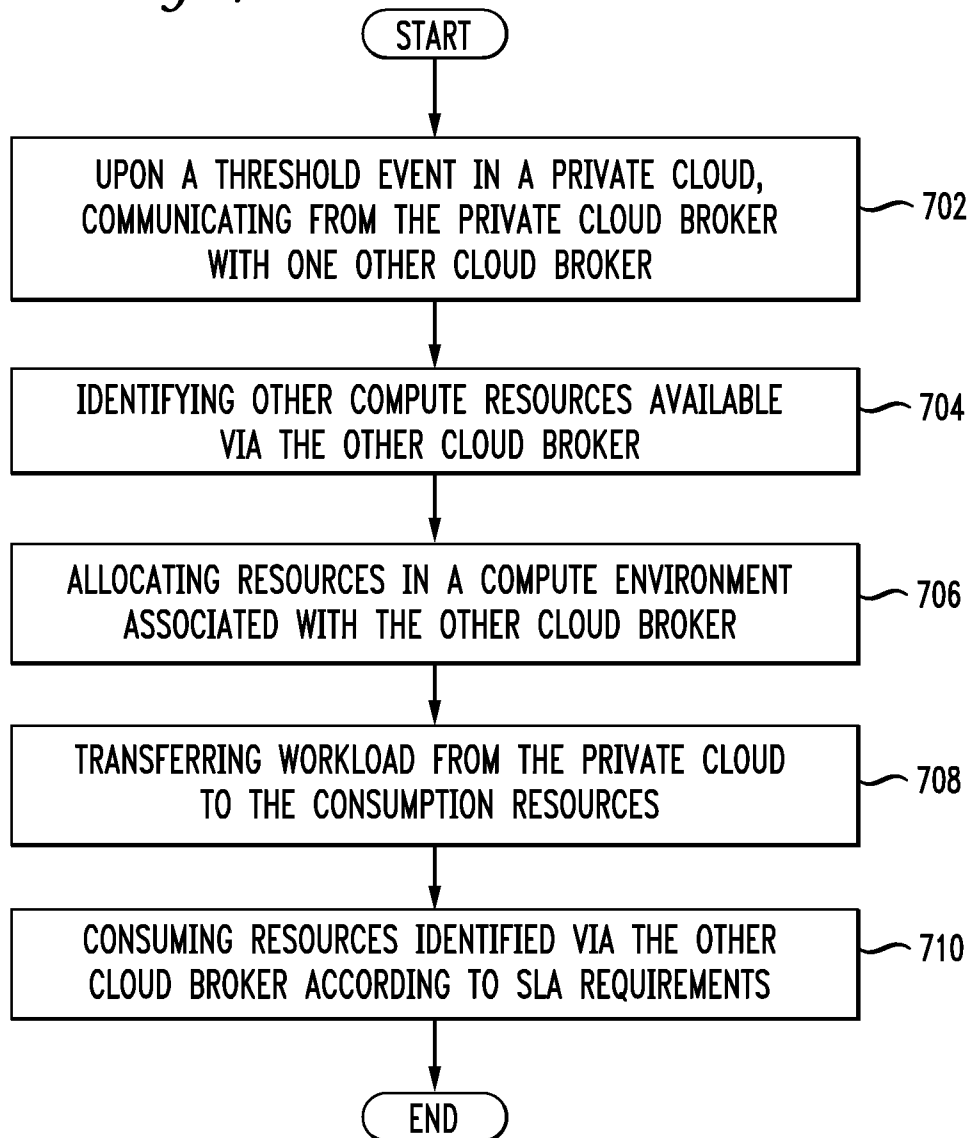 START
UPON A THRESHOLD EVENT IN A PRIVATE CLOUD,
COMMUNICATING FROM THE PRIVATE CLOUD BROKER
WITH ONE OTHER CLOUD BROKER
702
IDENTIFYING OTHER COMPUTE RESOURCES AVAILABLE
VIA THE OTHER CLOUD BROKER
704
ALLOCATING RESOURCES IN A COMPUTE ENVIRONMENT
ASSOCIATED WITH THE OTHER CLOUD BROKER
706
TRANSFERRING WORKLOAD FROM THE PRIVATE CLOUD
TO THE CONSUMPTION RESOURCES
708
CONSUMING RESOURCES IDENTIFIED VIA THE OTHER
CLOUD BROKER ACCORDING TO SLA REQUIREMENTS
710
END